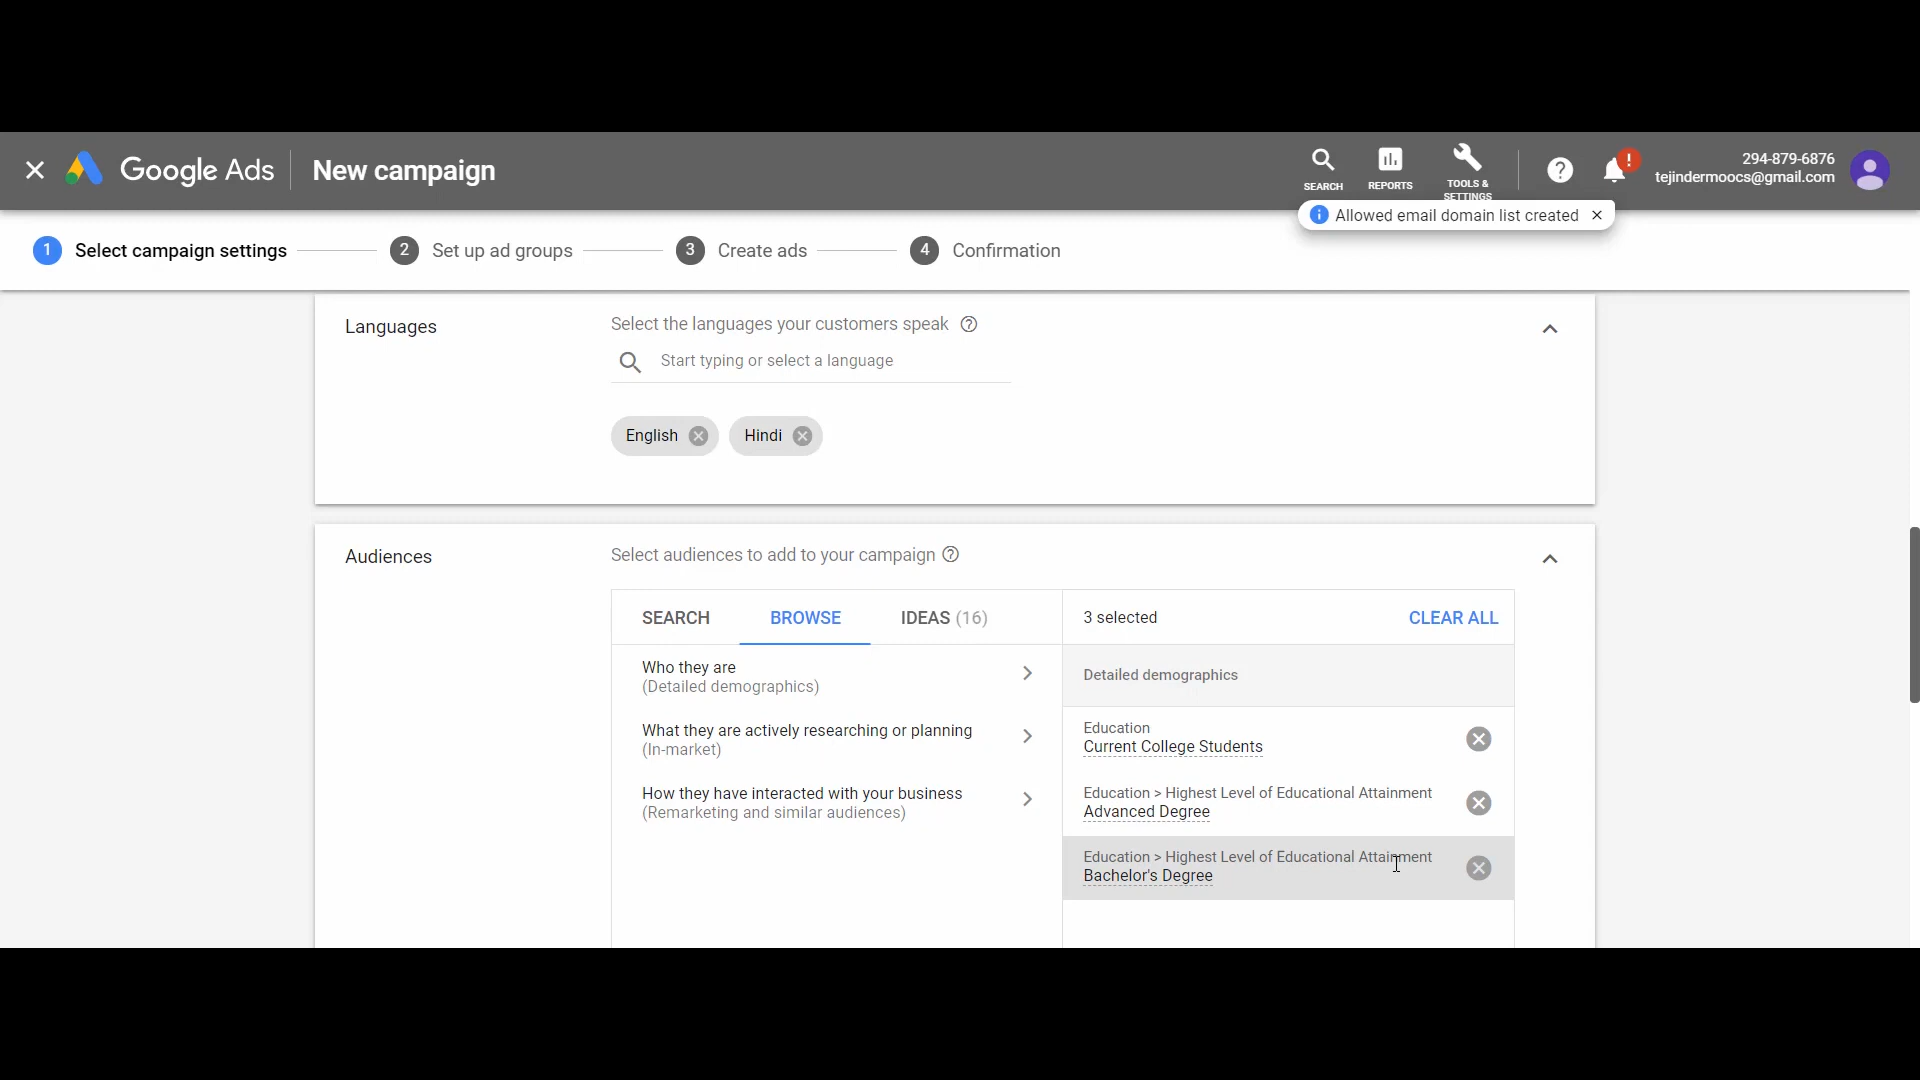 Google Ads New campaign
SEARCH
REPORTS
TOOLS &
SETTINGS
294-879-6876
tejindermoocs@gmail.com
Allowed email domain list created
1 Select campaign settings
2 Set up ad groups
3 Create ads
4 Confirmation
Languages
Select the languages your customers speak
Start typing or select a language
English
Hindi
Audiences
Select audiences to add to your campaign
SEARCH
BROWSE
IDEAS (16)
Who they are
(Detailed demographics)
What they are actively researching or planning
(In-market)
How they have interacted with your business
(Remarketing and similar audiences)
3 selected
CLEAR ALL
Detailed demographics
Education
Current College Students
Education > Highest Level of Educational Attainment
Advanced Degree
Education > Highest Level of Educational Attainment
Bachelor's Degree